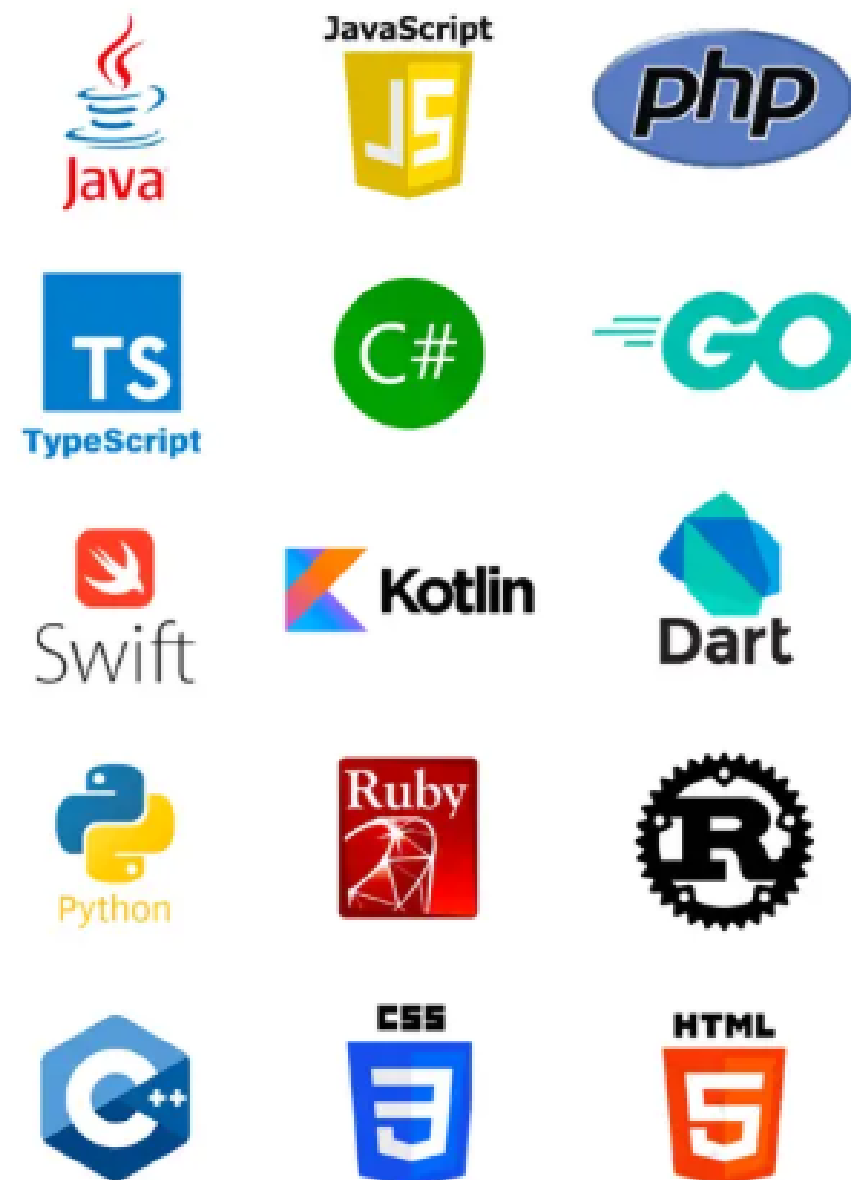 Java
JavaScript
JS
php
TS
TypeScript
C#
GO
Swift
Kotlin
Dart
Python
Ruby
R
C++
CSS
3
HTML
5